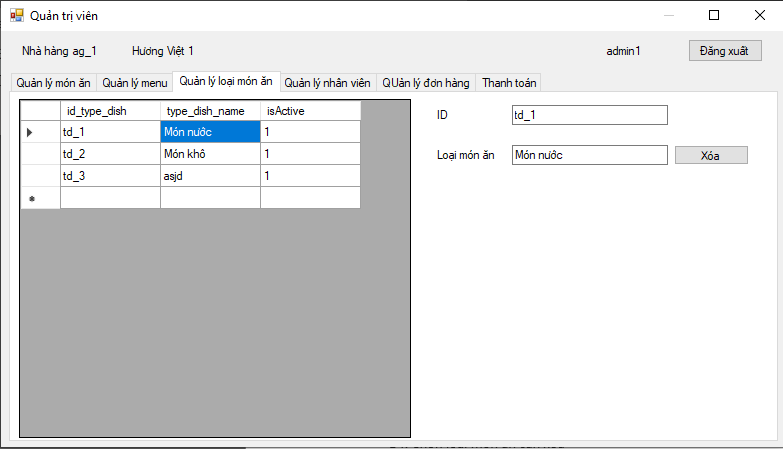 Quản trị viên
Nhà hàng ag_1 Hương Việt 1 admin1 Đăng xuất
Quản lý món ăn Quản lý menu Quản lý loại món ăn Quản lý nhân viên QUản lý đơn hàng Thanh toán
id_type_dish type_dish_name isActive
td_1 Món nước 1
td_2 Món khô 1
td_3 asjd 1
ID td_1
Loại món ăn Món nước Xóa